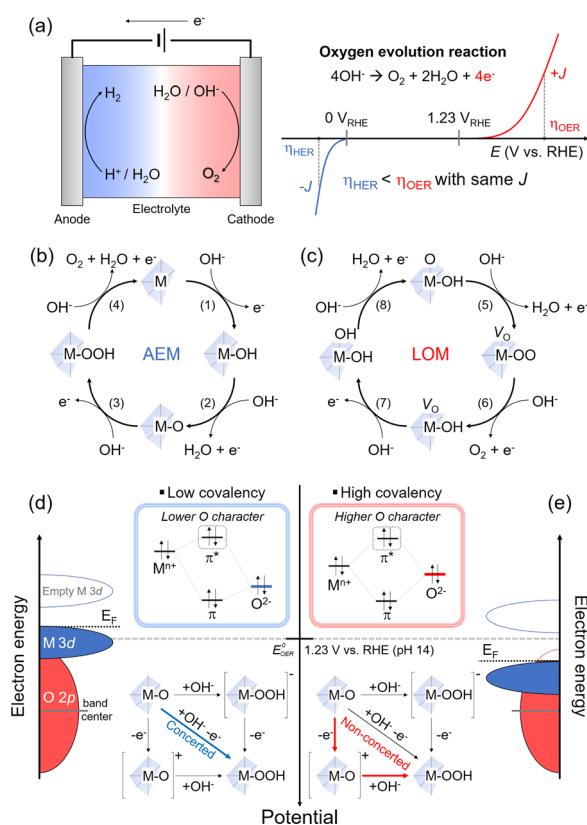 (a)
e⁻
H₂
H₂O / OH⁻
H⁺ / H₂O
O₂
Anode
Electrolyte
Cathode
Oxygen evolution reaction
4OH⁻ → O₂ + 2H₂O + 4e⁻
+J
0 V_RHE
1.23 V_RHE
η_OER
η_HER
E (V vs. RHE)
-J
η_HER < η_OER with same J
(b)
O₂ + H₂O + e⁻
M
OH⁻
OH⁻
(4)
(1)
e⁻
M-OOH
AEM
M-OH
e⁻
(3)
(2)
OH⁻
OH⁻
M-O
H₂O + e⁻
(c)
H₂O + e⁻
O
M-OH
OH⁻
OH⁻
(8)
(5)
H₂O + e⁻
OH
M-OH
LOM
V_O
M-OO
e⁻
(7)
V_O
(6)
OH⁻
OH⁻
M-OH
O₂ + e⁻
(d)
■ Low covalency
■ High covalency
(e)
Lower O character
Higher O character
Mⁿ⁺
π*
π
O²⁻
Mⁿ⁺
π*
π
O²⁻
Electron energy
Empty M 3d
E_F
M 3d
O 2p
band
center
E⁰_OER
1.23 V vs. RHE (pH 14)
E_F
Electron energy
M-O
+OH⁻
[M-OOH]⁻
-e⁻
+OH⁻-e⁻
Concerted
-e⁻
[M-O]⁺
+OH⁻
M-OOH
M-O
+OH⁻
[M-OOH]⁻
-e⁻
+OH⁻-e⁻
Non-concerted
-e⁻
[M-O]⁺
+OH⁻
M-OOH
Potential